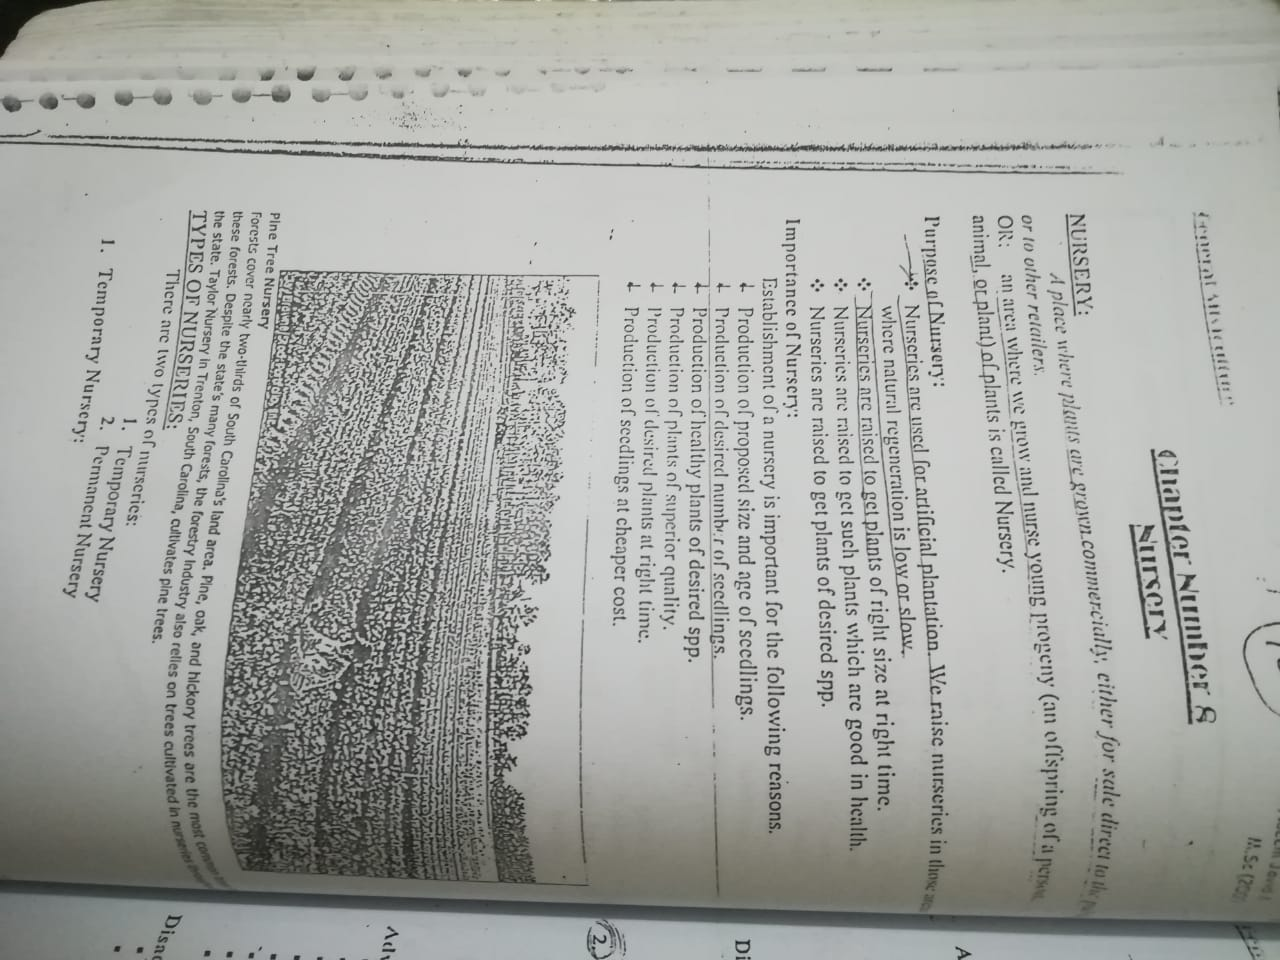 General Silviculture
Chapter Number 8
Nursery
NURSERY:
A place where plants are grown commercially, either for sale direct to the
or to other retailers.
OR: an area where we grow and nurse young progeny (an offspring of a person,
animal, or plant) of plants is called Nursery.
Purpose of Nursery:
❖ Nurseries are used for artificial plantation. We raise nurseries in those
where natural regeneration is low or slow.
❖ Nurseries are raised to get plants of right size at right time.
❖ Nurseries are raised to get such plants which are good in health.
❖ Nurseries are raised to get plants of desired spp.
Importance of Nursery:
Establishment of a nursery is important for the following reasons.
Production of proposed size and age of seedlings.
Production of desired number of seedlings.
Production of healthy plants of desired spp.
Production of plants of superior quality.
Production of desired plants at right time.
Production of seedlings at cheaper cost.
Pine Tree Nursery
Forests cover nearly two-thirds of South Carolina's land area. Pine, oak, and hickory trees are the most common
these forests. Despite the state's many forests, the forestry industry also relies on trees cultivated in nurseries
the state. Taylor Nursery in Trenton, South Carolina, cultivates pine trees.
TYPES OF NURSERIES:
There are two types of nurseries:
1. Temporary Nursery
2. Permanent Nursery
1. Temporary Nursery:
M.Sc
A
Di
2.
Adv
Disa